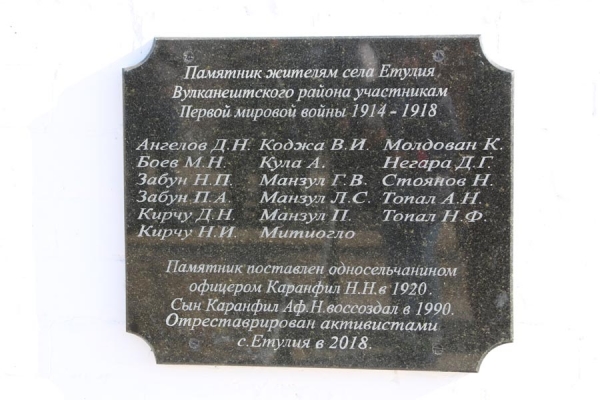 Памятник жителям села Етулия
Вулканештского района участникам
Первой мировой войны 1914 - 1918
Ангелов Д.Н. Коджа В.И. Молдован К.
Боев М.Н. Кула А. Негара Д.Г.
Забун Н.П. Манзул Г.В. Стоянов Н.
Забун П.А. Манзул Л.С. Топал А.Н.
Кирчу Д.Н. Манзул П. Топал Н.Ф.
Кирчу Н.И. Митиогло
Памятник поставлен односельчанином
офицером Каранфил Н.Н.в 1920.
Сын Каранфил Аф.Н.воссоздал в 1990.
Отреставрирован активистами
с.Етулия в 2018.